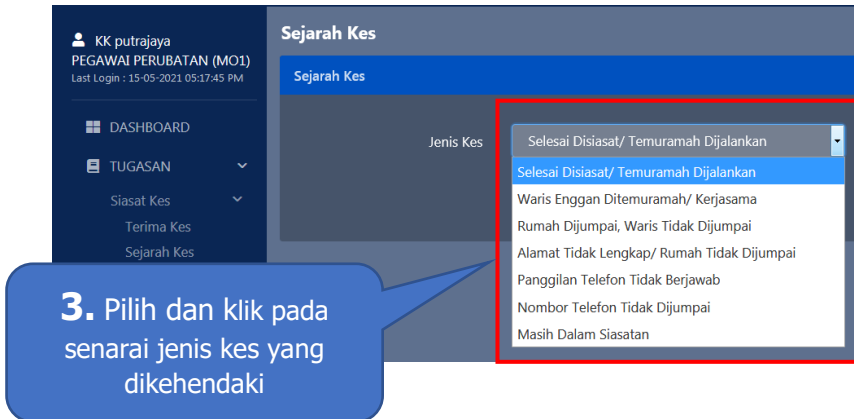 KK putrajaya
PEGAWAI PERUBATAN (MO1)
Last Login : 15-05-2021 05:17:45 PM
DASHBOARD
TUGASAN
Siasat Kes
Terima Kes
Sejarah Kes
Sejarah Kes
Sejarah Kes
Jenis Kes
Selesai Disiasat/ Temuramah Dijalankan
Selesai Disiasat/ Temuramah Dijalankan
Waris Enggan Ditemuramah/ Kerjasama
Rumah Dijumpai, Waris Tidak Dijumpai
Alamat Tidak Lengkap/ Rumah Tidak Dijumpai
Panggilan Telefon Tidak Berjawab
Nombor Telefon Tidak Dijumpai
Masih Dalam Siasatan
3. Pilih dan klik pada
senarai jenis kes yang
dikehendaki